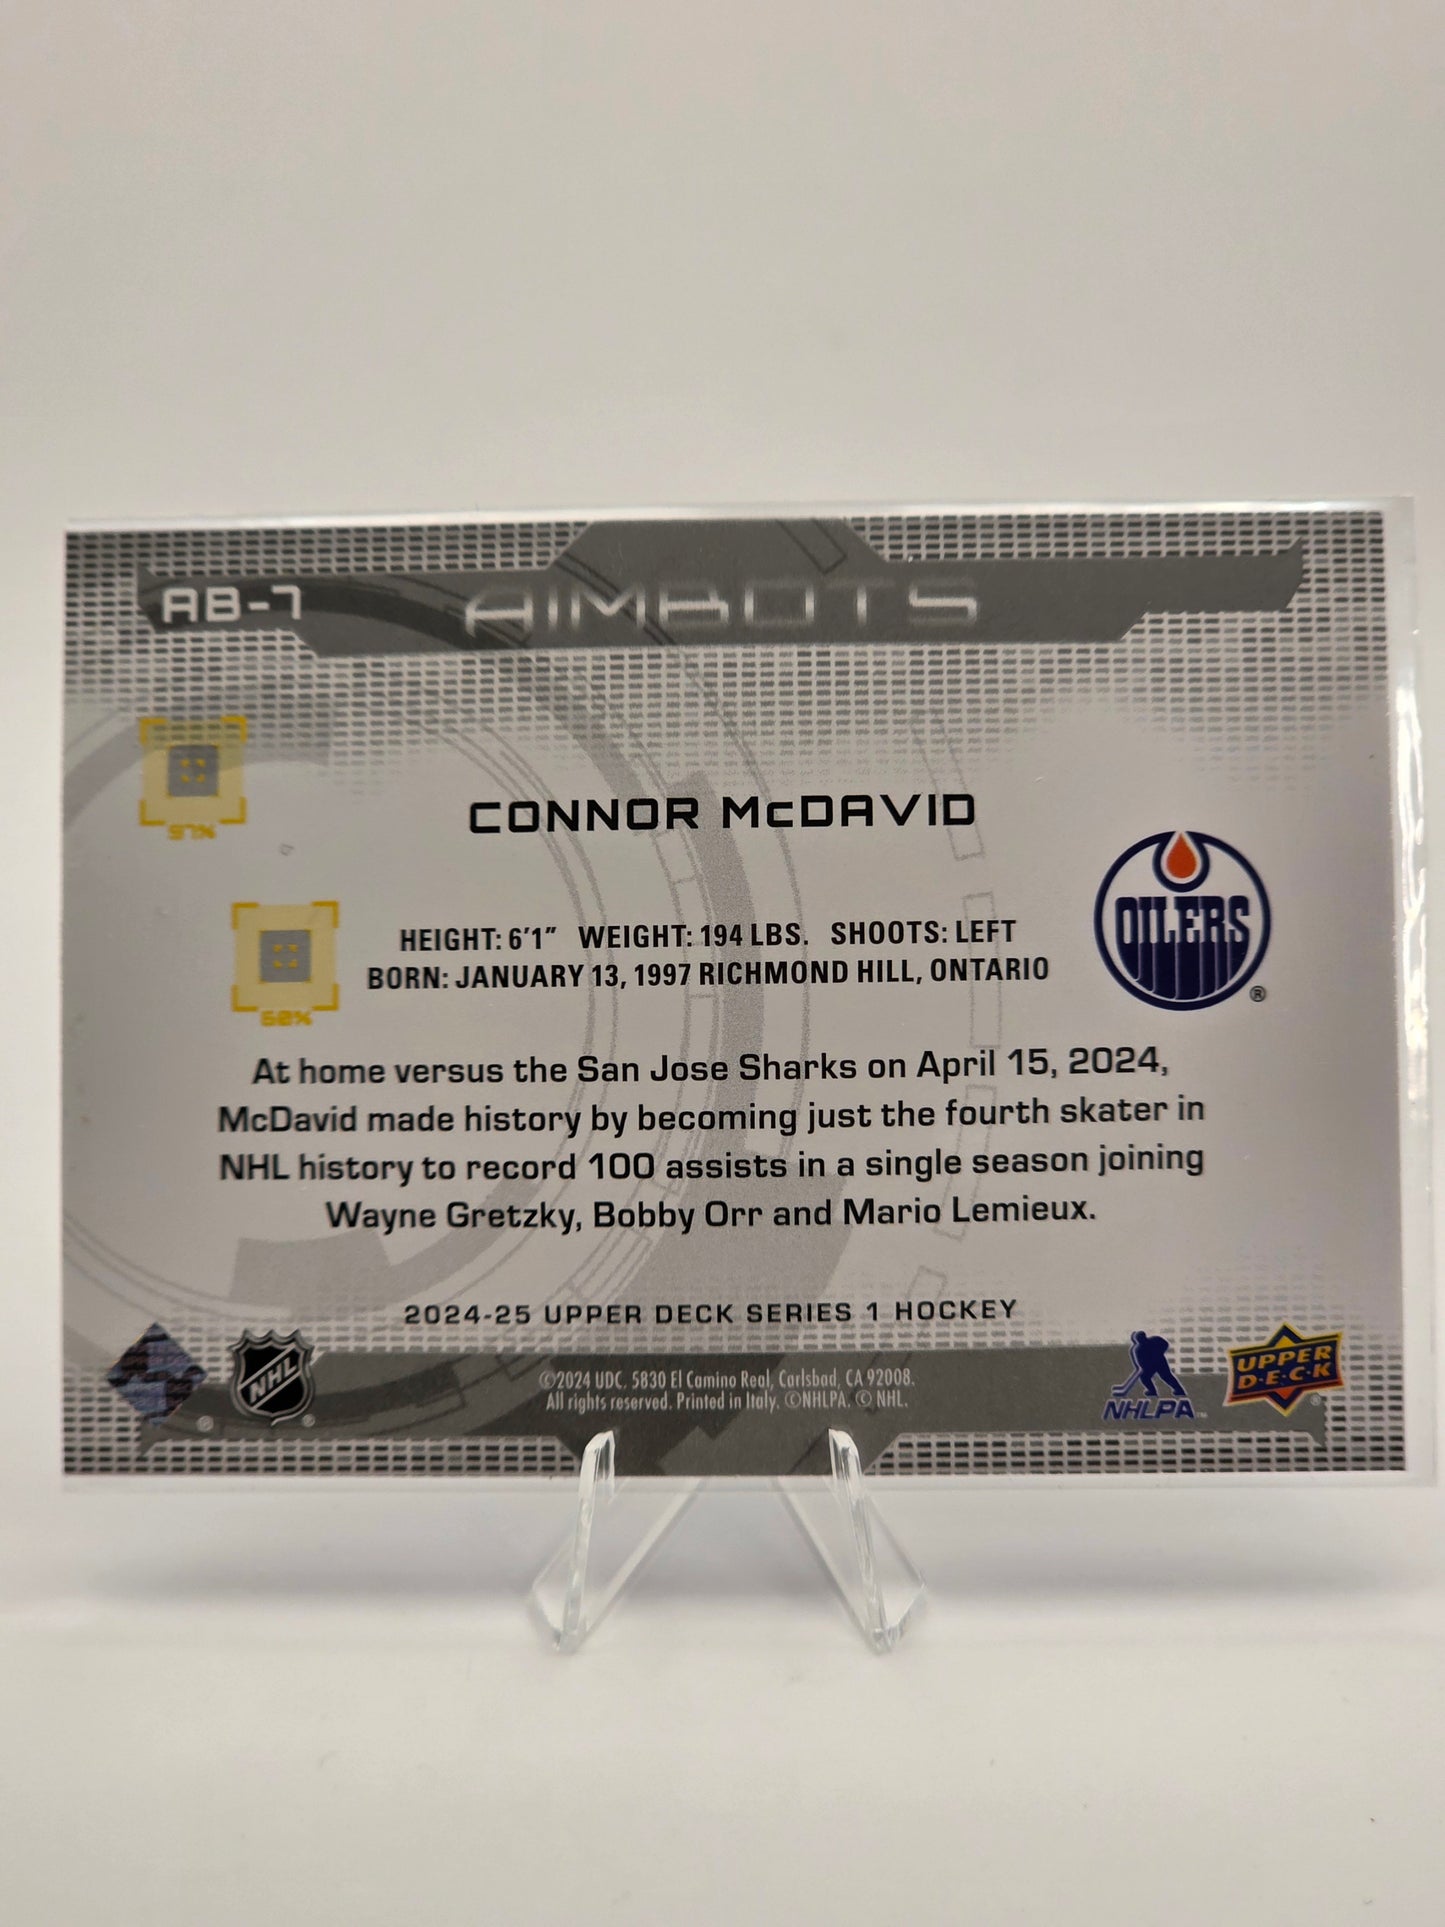 AB-7
AIMBOTS
97%
CONNOR McDAVID
OILERS
®
HEIGHT: 6'1" WEIGHT: 194 LBS. SHOOTS: LEFT
BORN: JANUARY 13, 1997 RICHMOND HILL, ONTARIO
60%
At home versus the San Jose Sharks on April 15, 2024,
McDavid made history by becoming just the fourth skater in
NHL history to record 100 assists in a single season joining
Wayne Gretzky, Bobby Orr and Mario Lemieux.
2024-25 UPPER DECK SERIES 1 HOCKEY
NHL
©2024 UDC. 5830 El Camino Real, Carlsbad, CA 92008.
All rights reserved. Printed in Italy. ©NHLPA. © NHL.
NHLPA™
UPPER
D·E·C·K